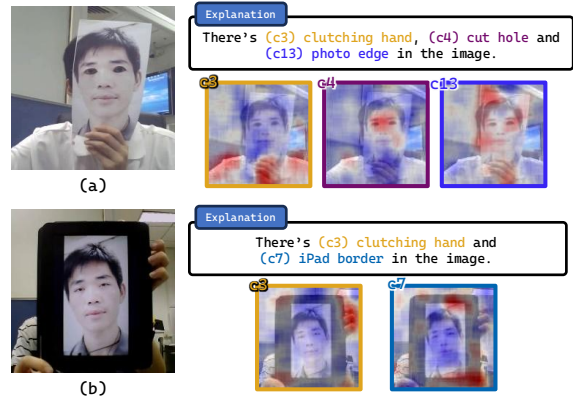 Explanation
There's (c3) clutching hand, (c4) cut hole and
(c13) photo edge in the image.
c3
c4
c13
(a)
Explanation
There's (c3) clutching hand and
(c7) iPad border in the image.
c3
c7
(b)